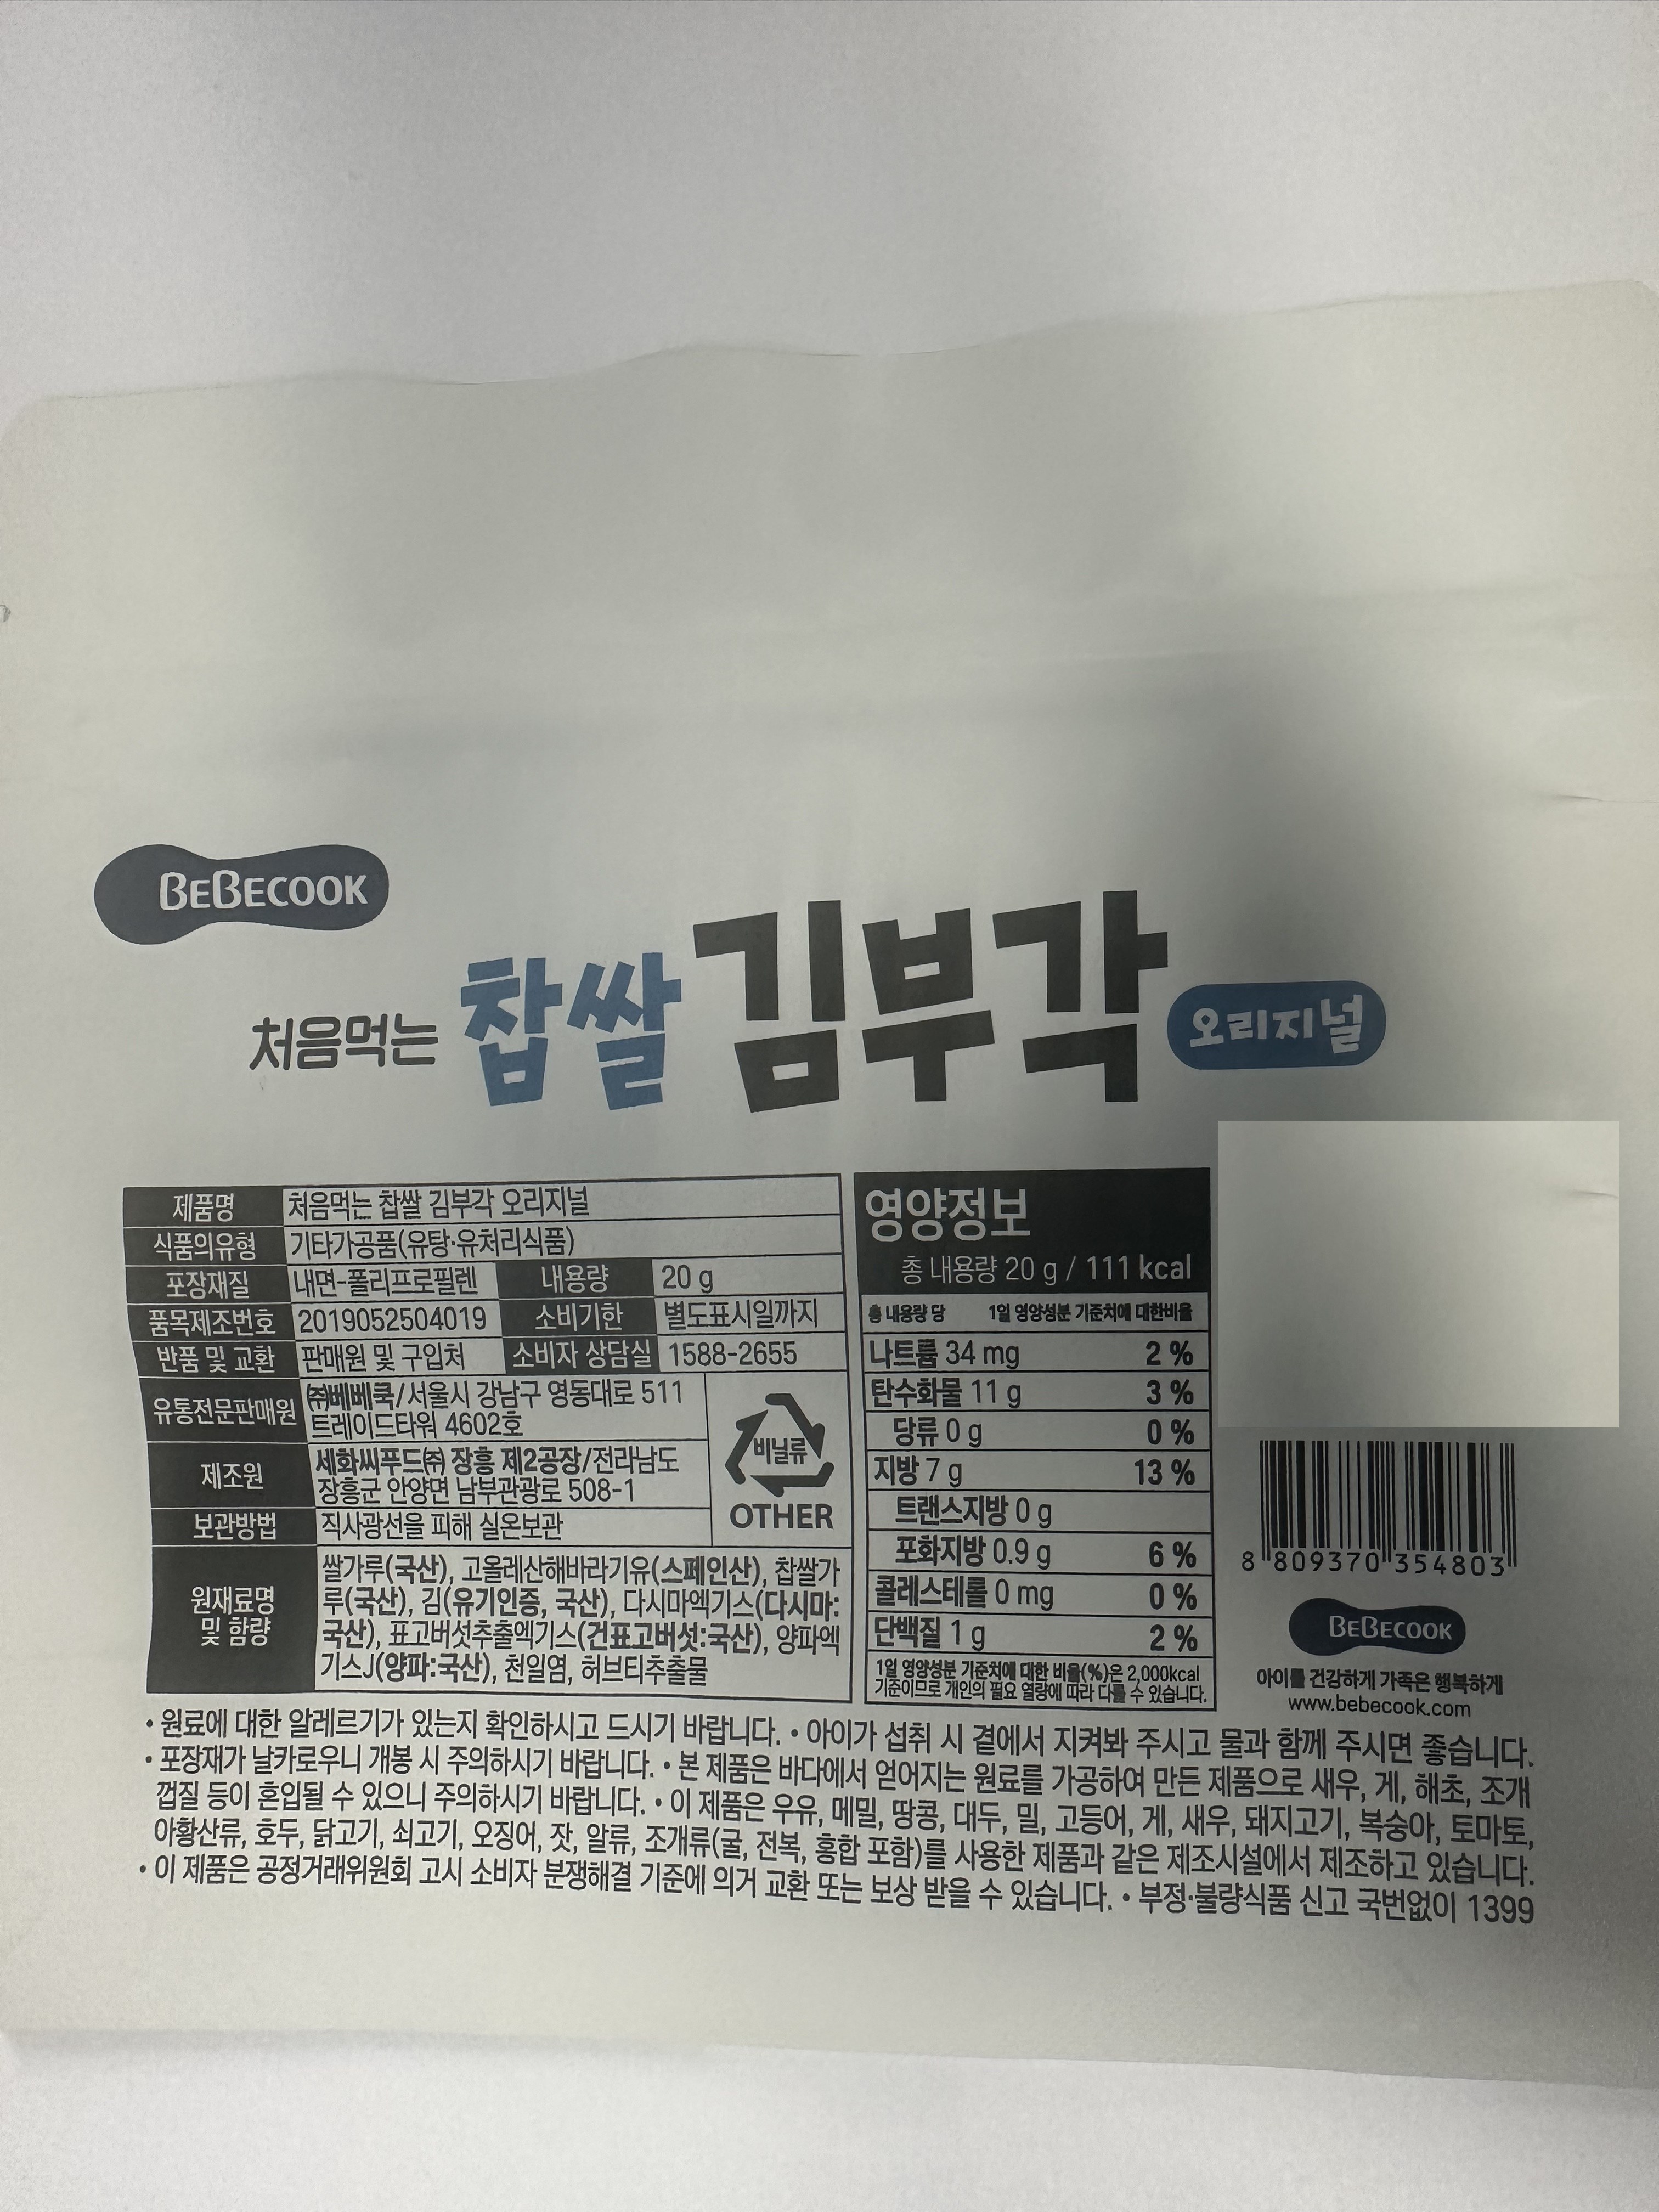 BEBECOOK
처음먹는 찹쌀 김부각 오리지널
제품명 처음먹는 찹쌀 김부각 오리지널
식품의유형 기타가공품(유탕·유처리식품)
포장재질 내면-폴리프로필렌 내용량 20 g
품목제조번호 2019052504019 소비기한 별도표시일까지
반품 및 교환 판매원 및 구입처 소비자 상담실 1588-2655
유통전문판매원 ㈜베베쿡/서울시 강남구 영동대로 511
트레이드타워 4602호
제조원 세화씨푸드㈜ 장흥 제2공장/전라남도
장흥군 안양면 남부관광로 508-1
보관방법 직사광선을 피해 실온보관
비닐류
OTHER
원재료명
및 함량
쌀가루(국산), 고올레산해바라기유(스페인산), 찹쌀가
루(국산), 김(유기인증, 국산), 다시마엑기스(다시마:
국산), 표고버섯추출엑기스(건표고버섯:국산), 양파엑
기스J(양파:국산), 천일염, 허브티추출물
영양정보
총 내용량 20 g / 111 kcal
총 내용량 당 1일 영양성분 기준치에 대한비율
나트륨 34 mg 2 %
탄수화물 11 g 3 %
당류 0 g 0 %
지방 7 g 13 %
트랜스지방 0 g
포화지방 0.9 g 6 %
콜레스테롤 0 mg 0 %
단백질 1 g 2 %
1일 영양성분 기준치에 대한 비율(%)은 2,000kcal
기준이므로 개인의 필요 열량에 따라 다를 수 있습니다.
8 809370 354803
BEBECOOK
아이를 건강하게 가족은 행복하게
www.bebecook.com
• 원료에 대한 알레르기가 있는지 확인하시고 드시기 바랍니다. • 아이가 섭취 시 곁에서 지켜봐 주시고 물과 함께 주시면 좋습니다.
• 포장재가 날카로우니 개봉 시 주의하시기 바랍니다. • 본 제품은 바다에서 얻어지는 원료를 가공하여 만든 제품으로 새우, 게, 해초, 조개
껍질 등이 혼입될 수 있으니 주의하시기 바랍니다. • 이 제품은 우유, 메밀, 땅콩, 대두, 밀, 고등어, 게, 새우, 돼지고기, 복숭아, 토마토,
아황산류, 호두, 닭고기, 쇠고기, 오징어, 잣, 알류, 조개류(굴, 전복, 홍합 포함)를 사용한 제품과 같은 제조시설에서 제조하고 있습니다.
• 이 제품은 공정거래위원회 고시 소비자 분쟁해결 기준에 의거 교환 또는 보상 받을 수 있습니다. • 부정·불량식품 신고 국번없이 1399